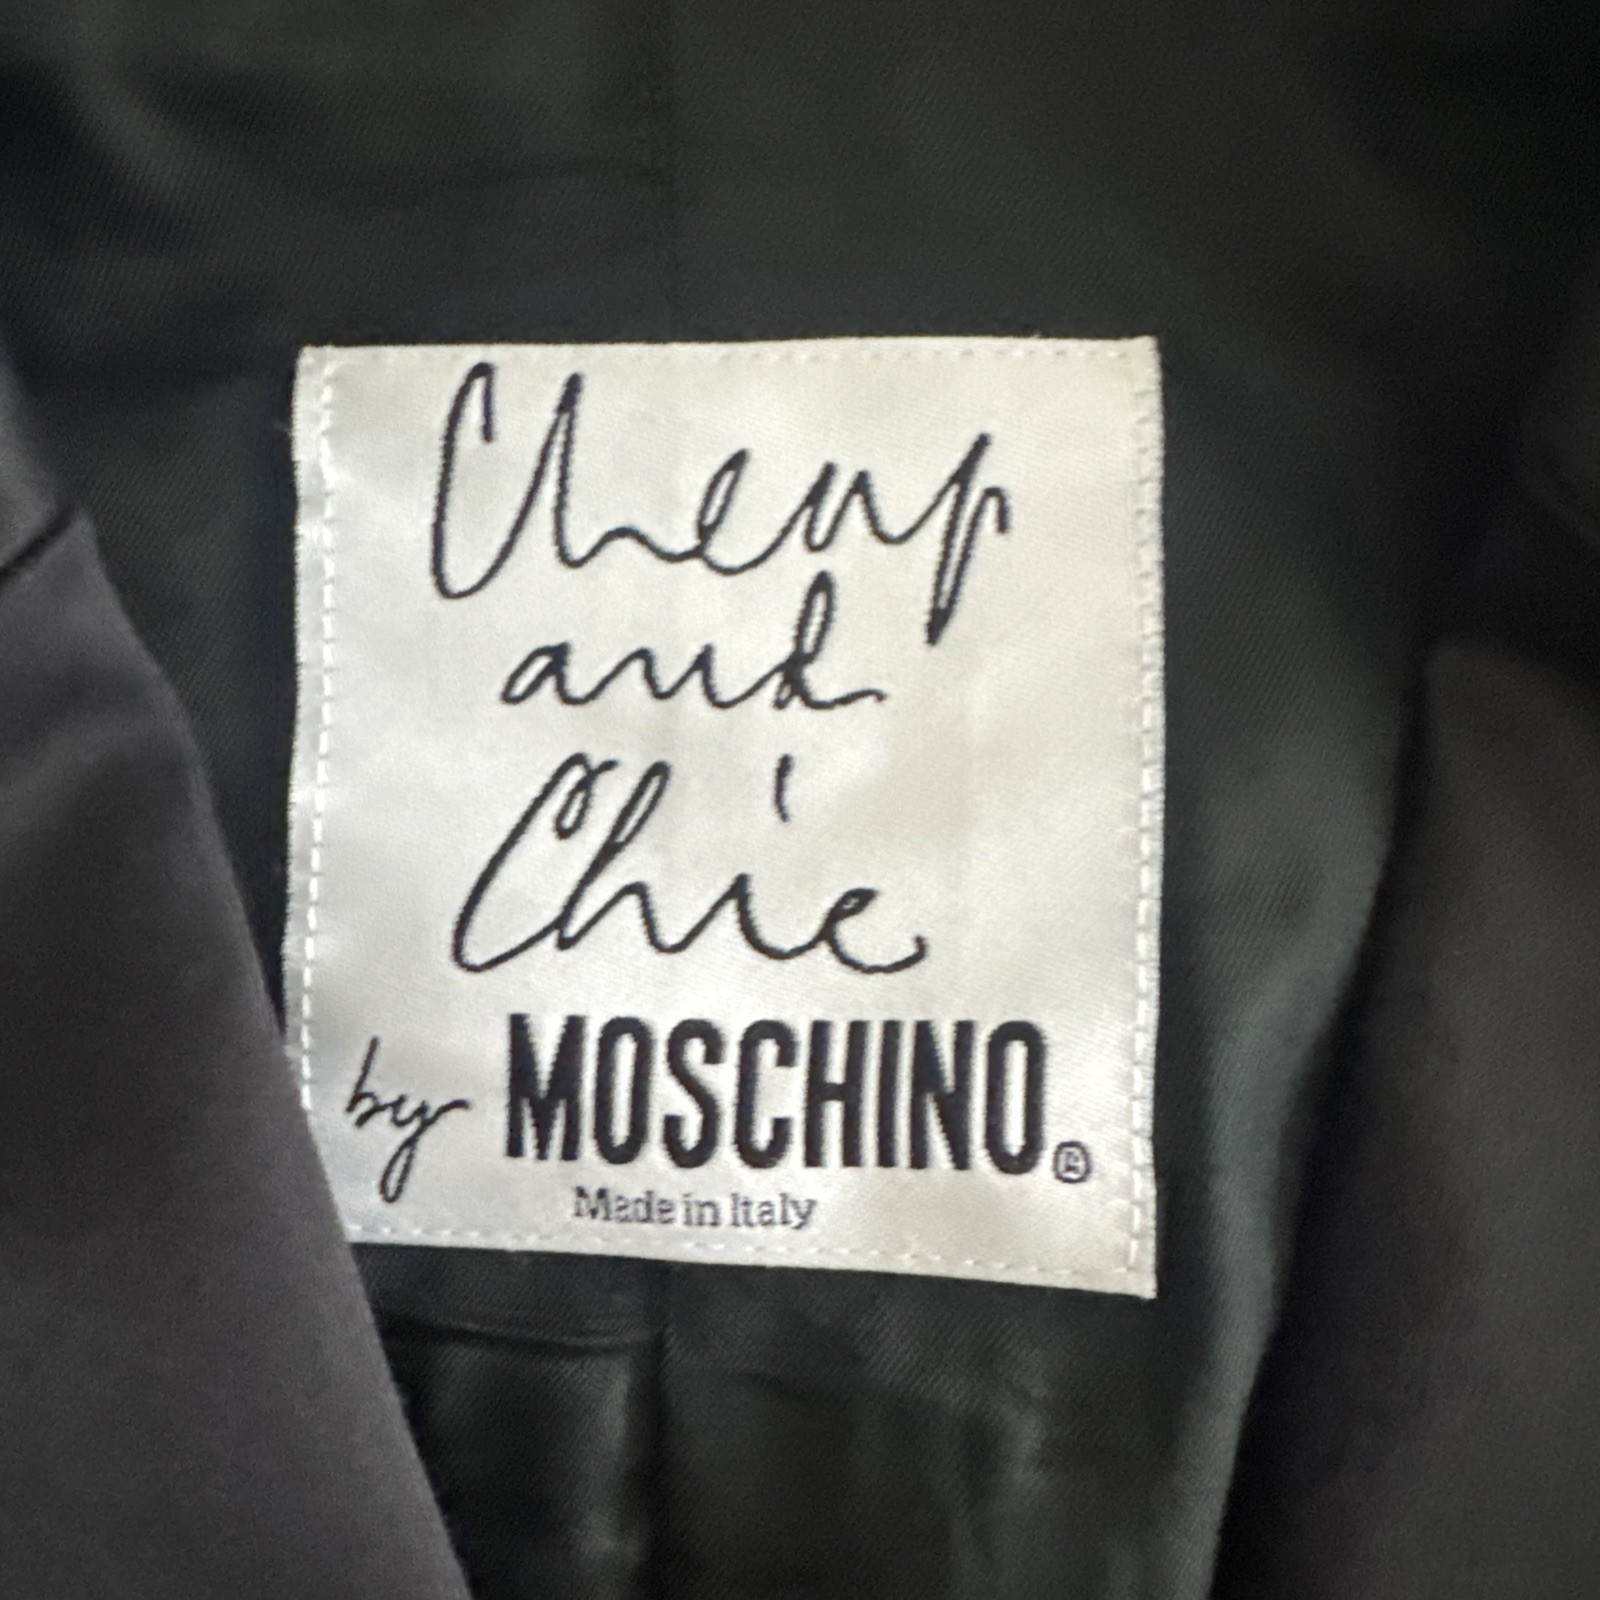 Cheap
and
Chic
by MOSCHINO®
Made in Italy